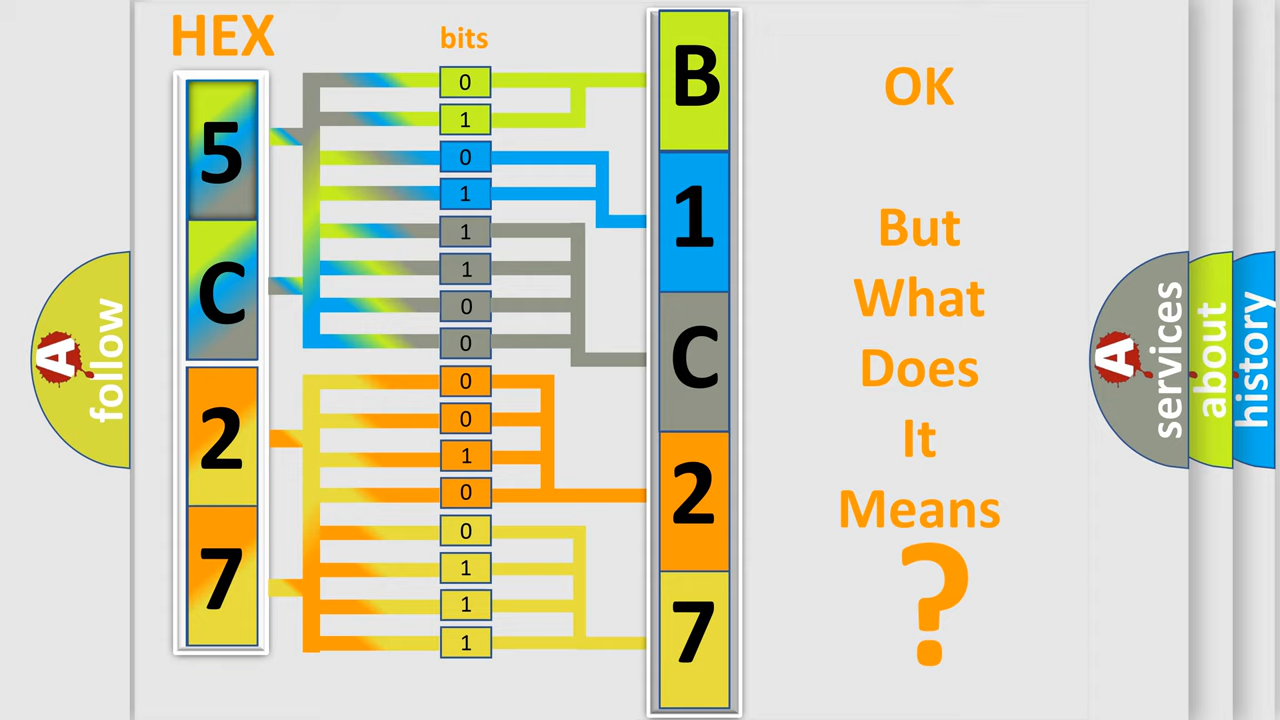 HEX
bits
5
C
2
7
0
1
0
1
1
1
0
0
0
0
1
0
0
1
1
1
B
1
C
2
7
OK
But
What
Does
It
Means
?
A
follow
A
services
about
history